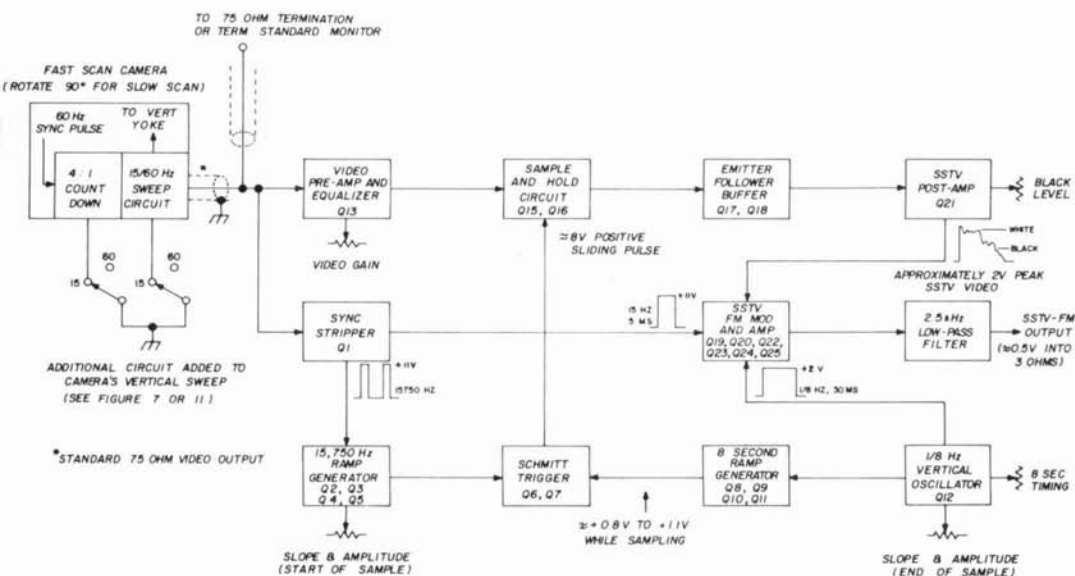 TO 75 OHM TERMINATION
OR TERM STANDARD MONITOR
FAST SCAN CAMERA
(ROTATE 90° FOR SLOW SCAN)
60 Hz
SYNC PULSE
TO VERT
YOKE
4 : 1
COUNT
DOWN
15/60 Hz
SWEEP
CIRCUIT
*
60
15
60
15
ADDITIONAL CIRCUIT ADDED TO
CAMERA'S VERTICAL SWEEP
(SEE FIGURE 7 OR 11)
*STANDARD 75 OHM VIDEO OUTPUT
VIDEO
PRE-AMP AND
EQUALIZER
Q13
VIDEO GAIN
SAMPLE
AND HOLD
CIRCUIT
Q15, Q16
≈8V POSITIVE
SLIDING PULSE
EMITTER
FOLLOWER
BUFFER
Q17, Q18
SSTV
POST-AMP
Q21
BLACK
LEVEL
WHITE
BLACK
APPROXIMATELY 2V PEAK
SSTV VIDEO
SYNC
STRIPPER
Q1
+11V
15750 HZ
15 HZ
5 MS
+11V
SSTV
FM MOD
AND AMP
Q19, Q20, Q22,
Q23, Q24, Q25
2.5 kHz
LOW-PASS
FILTER
SSTV-FM
OUTPUT
(≈0.5V INTO
3 OHMS)
+2 V
1/8 HZ, 30 MS
15,750 Hz
RAMP
GENERATOR
Q2, Q3
Q4, Q5
SLOPE & AMPLITUDE
(START OF SAMPLE)
SCHMITT
TRIGGER
Q6, Q7
≈+0.8V TO +1.1V
WHILE SAMPLING
8 SECOND
RAMP
GENERATOR
Q8, Q9
Q10, Q11
1/8 Hz
VERTICAL
OSCILLATOR
Q12
8 SEC
TIMING
SLOPE & AMPLITUDE
(END OF SAMPLE)